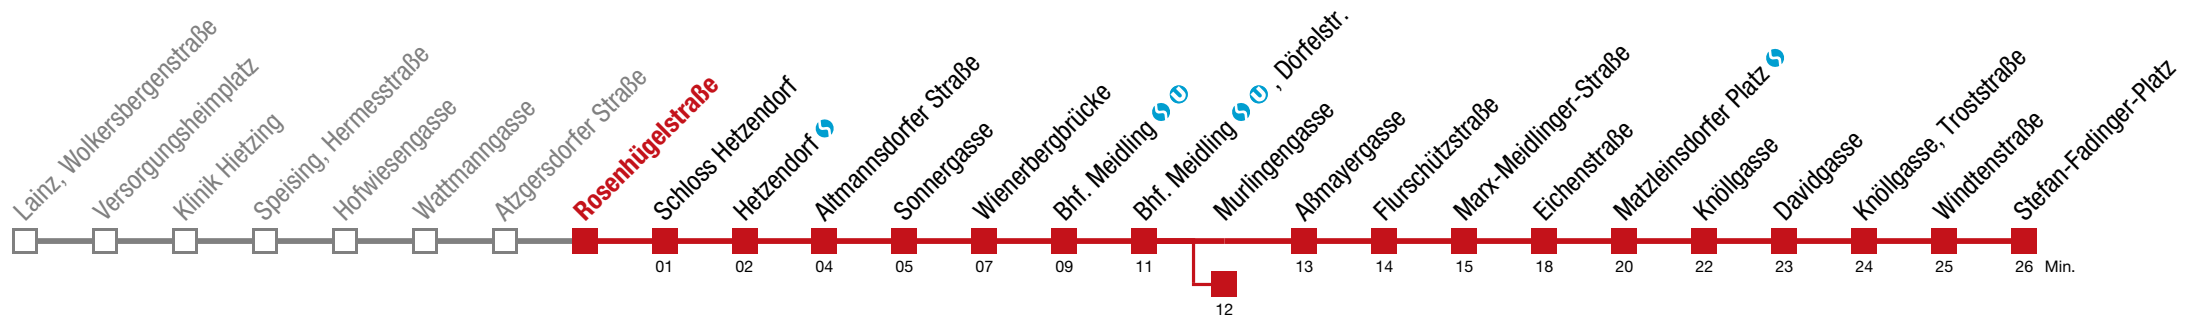 Lainz, Wolkersbergenstraße
Versorgungsheimplatz
Klinik Hietzing
Speising, Hermesstraße
Hofwiesengasse
Wattmanngasse
Atzgersdorfer Straße
Rosenhügelstraße
Schloss Hetzendorf
Hetzendorf S
Altmannsdorfer Straße
Sonnergasse
Wienerbergbrücke
Bhf. Meidling S U
Bhf. Meidling S U , Dörfelstr.
Murlingengasse
Aßmayergasse
Flurschützstraße
Marx-Meidlinger-Straße
Eichenstraße
Matzleinsdorfer Platz S
Knöllgasse
Davidgasse
Knöllgasse, Troststraße
Windtenstraße
Stefan-Fadinger-Platz
01 02 04 05 07 09 11 13 14 15 18 20 22 23 24 25 26 Min.
12